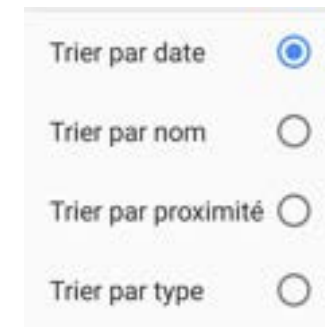 Trier par date
Trier par nom
Trier par proximité
Trier par type